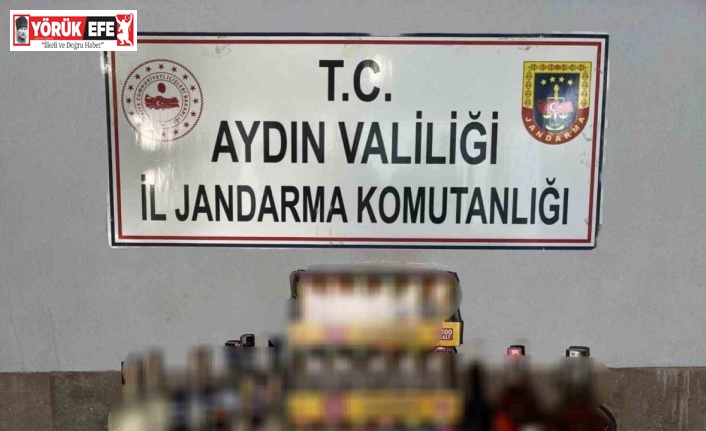 YÖRÜK EFE
"İlkeli ve Doğru Haber"
T.C.
AYDIN VALİLİĞİ
İL JANDARMA KOMUTANLIĞI
JANDARMA